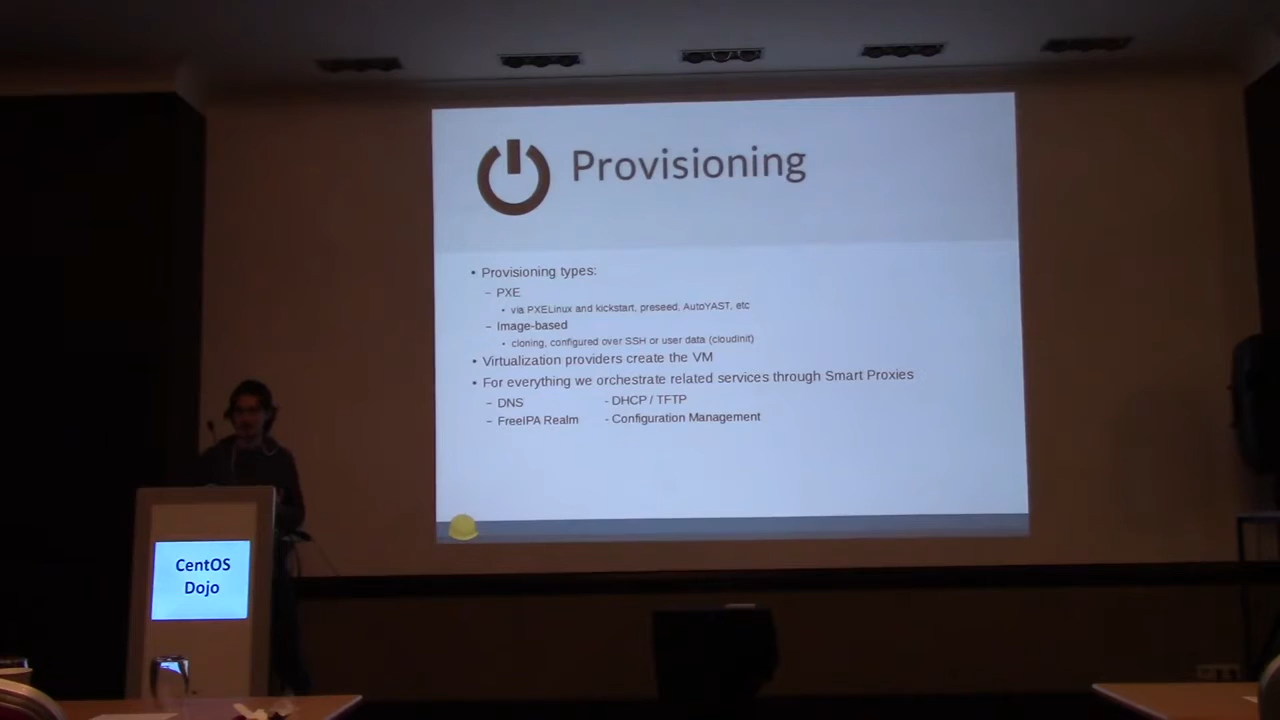 Provisioning
• Provisioning types:
– PXE
• via PXELinux and kickstart, preseed, AutoYAST, etc
– Image-based
• cloning, configured over SSH or user data (cloudinit)
• Virtualization providers create the VM
• For everything we orchestrate related services through Smart Proxies
– DNS - DHCP / TFTP
– FreeIPA Realm - Configuration Management
CentOS
Dojo